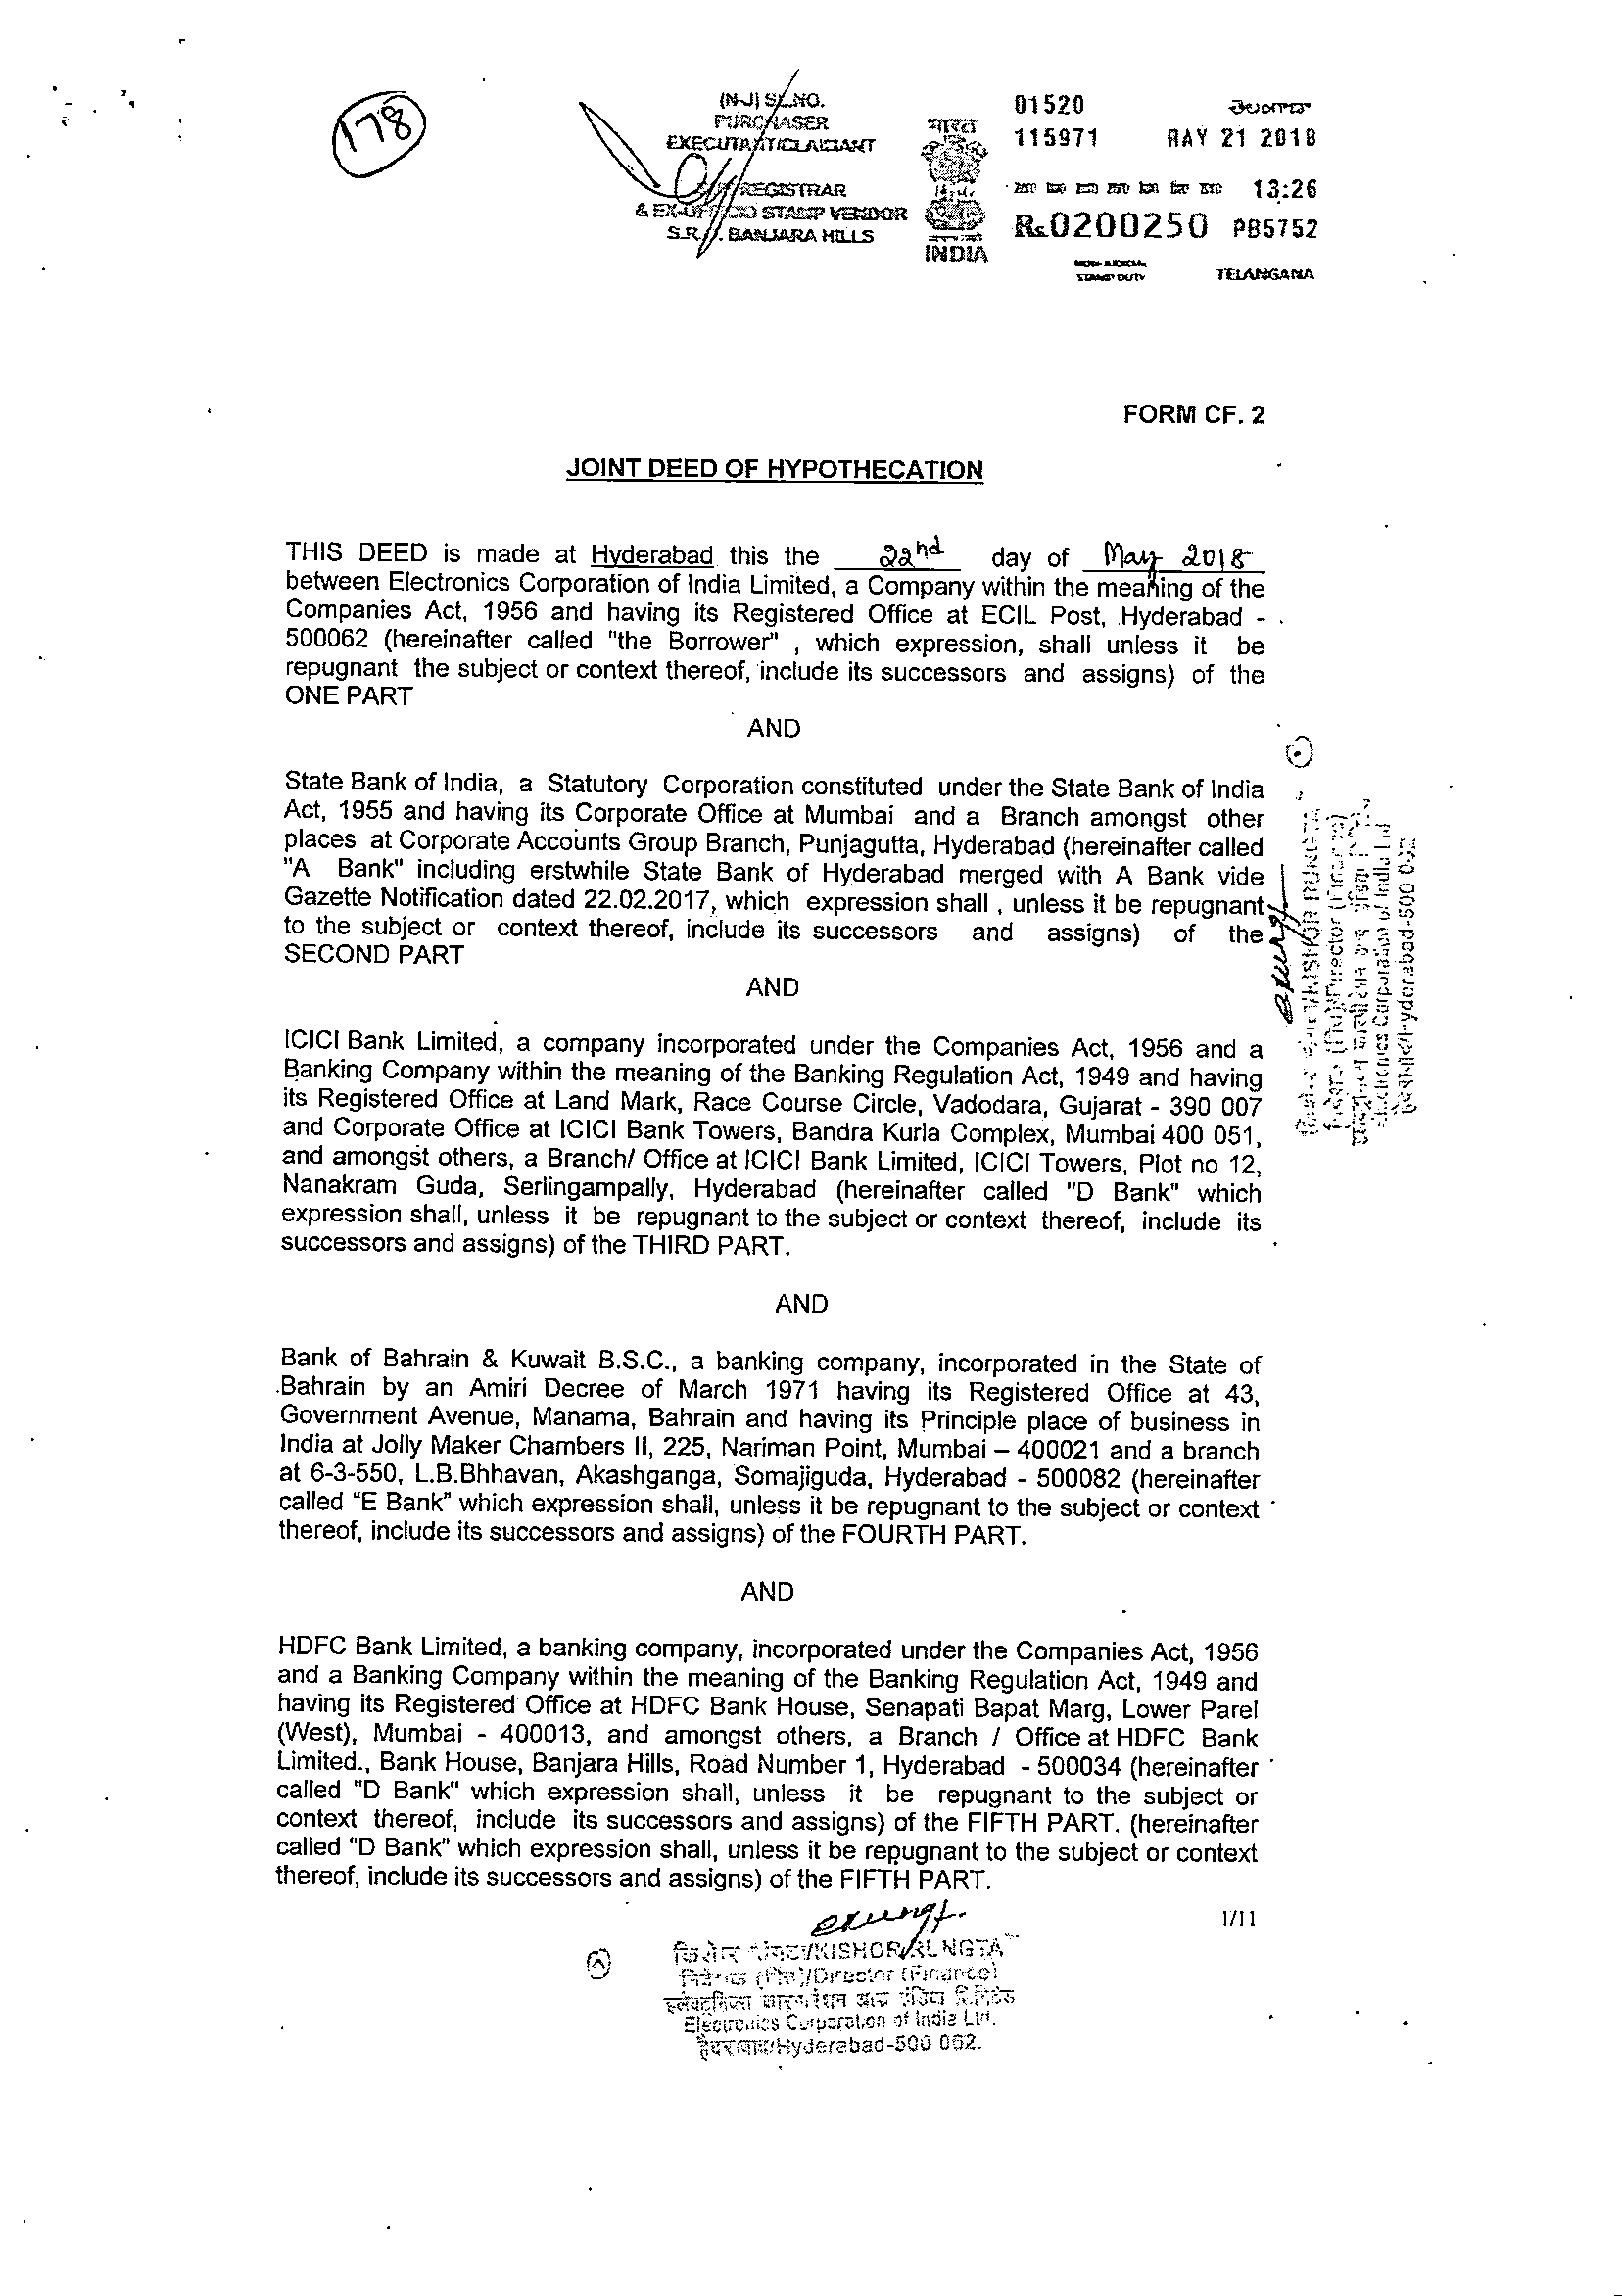 178
(N-J) SL.NO.
PURCHASER
EXECUTANT/CLAIMANT
REGISTRAR
& EX-OFFICIO STAMP VENDOR
S.R.O. BANJARA HILLS
भारत
INDIA
01520
115971 MAY 21 2018
13:26
Rs.0200250 PB5752
NON-JUDICIAL
STAMP DUTY TELANGANA
FORM CF. 2
JOINT DEED OF HYPOTHECATION
THIS DEED is made at Hyderabad this the 22nd day of May 2018
between Electronics Corporation of India Limited, a Company within the meaning of the
Companies Act, 1956 and having its Registered Office at ECIL Post, Hyderabad -
500062 (hereinafter called "the Borrower" , which expression, shall unless it be
repugnant the subject or context thereof, include its successors and assigns) of the
ONE PART
AND
State Bank of India, a Statutory Corporation constituted under the State Bank of India
Act, 1955 and having its Corporate Office at Mumbai and a Branch amongst other
places at Corporate Accounts Group Branch, Punjagutta, Hyderabad (hereinafter called
"A Bank" including erstwhile State Bank of Hyderabad merged with A Bank vide
Gazette Notification dated 22.02.2017, which expression shall , unless it be repugnant
to the subject or context thereof, include its successors and assigns) of the
SECOND PART
AND
ICICI Bank Limited, a company incorporated under the Companies Act, 1956 and a
Banking Company within the meaning of the Banking Regulation Act, 1949 and having
its Registered Office at Land Mark, Race Course Circle, Vadodara, Gujarat - 390 007
and Corporate Office at ICICI Bank Towers, Bandra Kurla Complex, Mumbai 400 051,
and amongst others, a Branch/ Office at ICICI Bank Limited, ICICI Towers, Plot no 12,
Nanakram Guda, Serlingampally, Hyderabad (hereinafter called "D Bank" which
expression shall, unless it be repugnant to the subject or context thereof, include its
successors and assigns) of the THIRD PART.
AND
Bank of Bahrain & Kuwait B.S.C., a banking company, incorporated in the State of
Bahrain by an Amiri Decree of March 1971 having its Registered Office at 43,
Government Avenue, Manama, Bahrain and having its Principle place of business in
India at Jolly Maker Chambers II, 225, Nariman Point, Mumbai – 400021 and a branch
at 6-3-550, L.B.Bhhavan, Akashganga, Somajiguda, Hyderabad - 500082 (hereinafter
called "E Bank" which expression shall, unless it be repugnant to the subject or context
thereof, include its successors and assigns) of the FOURTH PART.
AND
HDFC Bank Limited, a banking company, incorporated under the Companies Act, 1956
and a Banking Company within the meaning of the Banking Regulation Act, 1949 and
having its Registered Office at HDFC Bank House, Senapati Bapat Marg, Lower Parel
(West), Mumbai - 400013, and amongst others, a Branch / Office at HDFC Bank
Limited., Bank House, Banjara Hills, Road Number 1, Hyderabad - 500034 (hereinafter
called "D Bank" which expression shall, unless it be repugnant to the subject or
context thereof, include its successors and assigns) of the FIFTH PART. (hereinafter
called "D Bank" which expression shall, unless it be repugnant to the subject or context
thereof, include its successors and assigns) of the FIFTH PART.
1/11
KISHOR RUNGTA
Director (Finance)
Electronics Corporation of India Ltd.
हैदराबाद/Hyderabad-500 062.